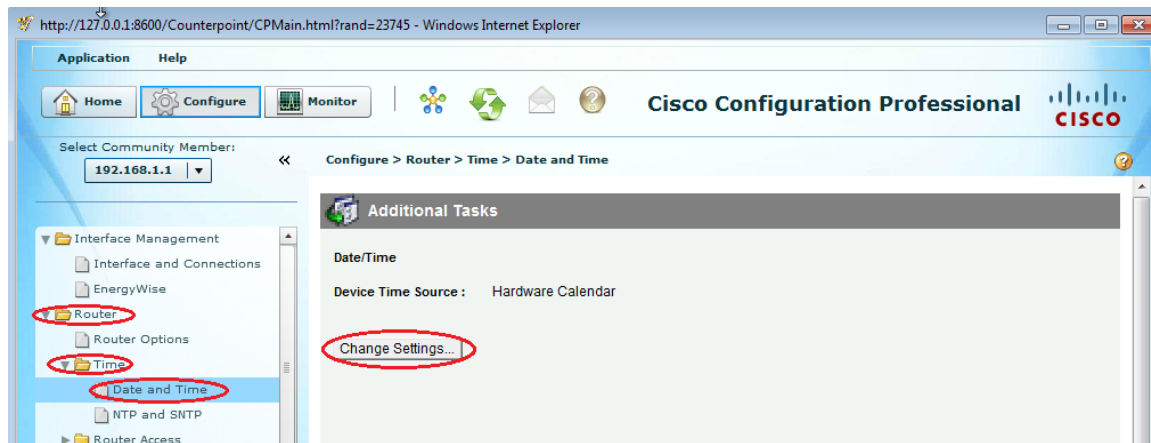 http://127.0.0.1:8600/Counterpoint/CPMain.html?rand=23745 - Windows Internet Explorer
Application Help
Home Configure Monitor Cisco Configuration Professional CISCO
Select Community Member:
192.168.1.1
« Configure > Router > Time > Date and Time
Additional Tasks
Interface Management
Interface and Connections
EnergyWise
Router
Router Options
Time
Date and Time
NTP and SNTP
Router Access
Date/Time
Device Time Source : Hardware Calendar
Change Settings...